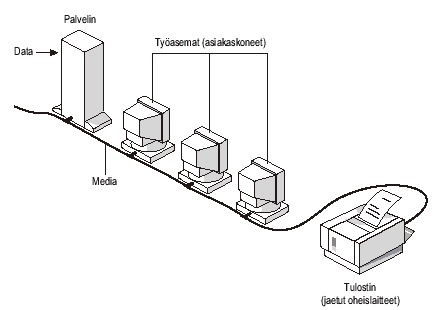 Palvelin
Data
Työasemat (asiakaskoneet)
Media
Tulostin
(jaetut oheislaitteet)